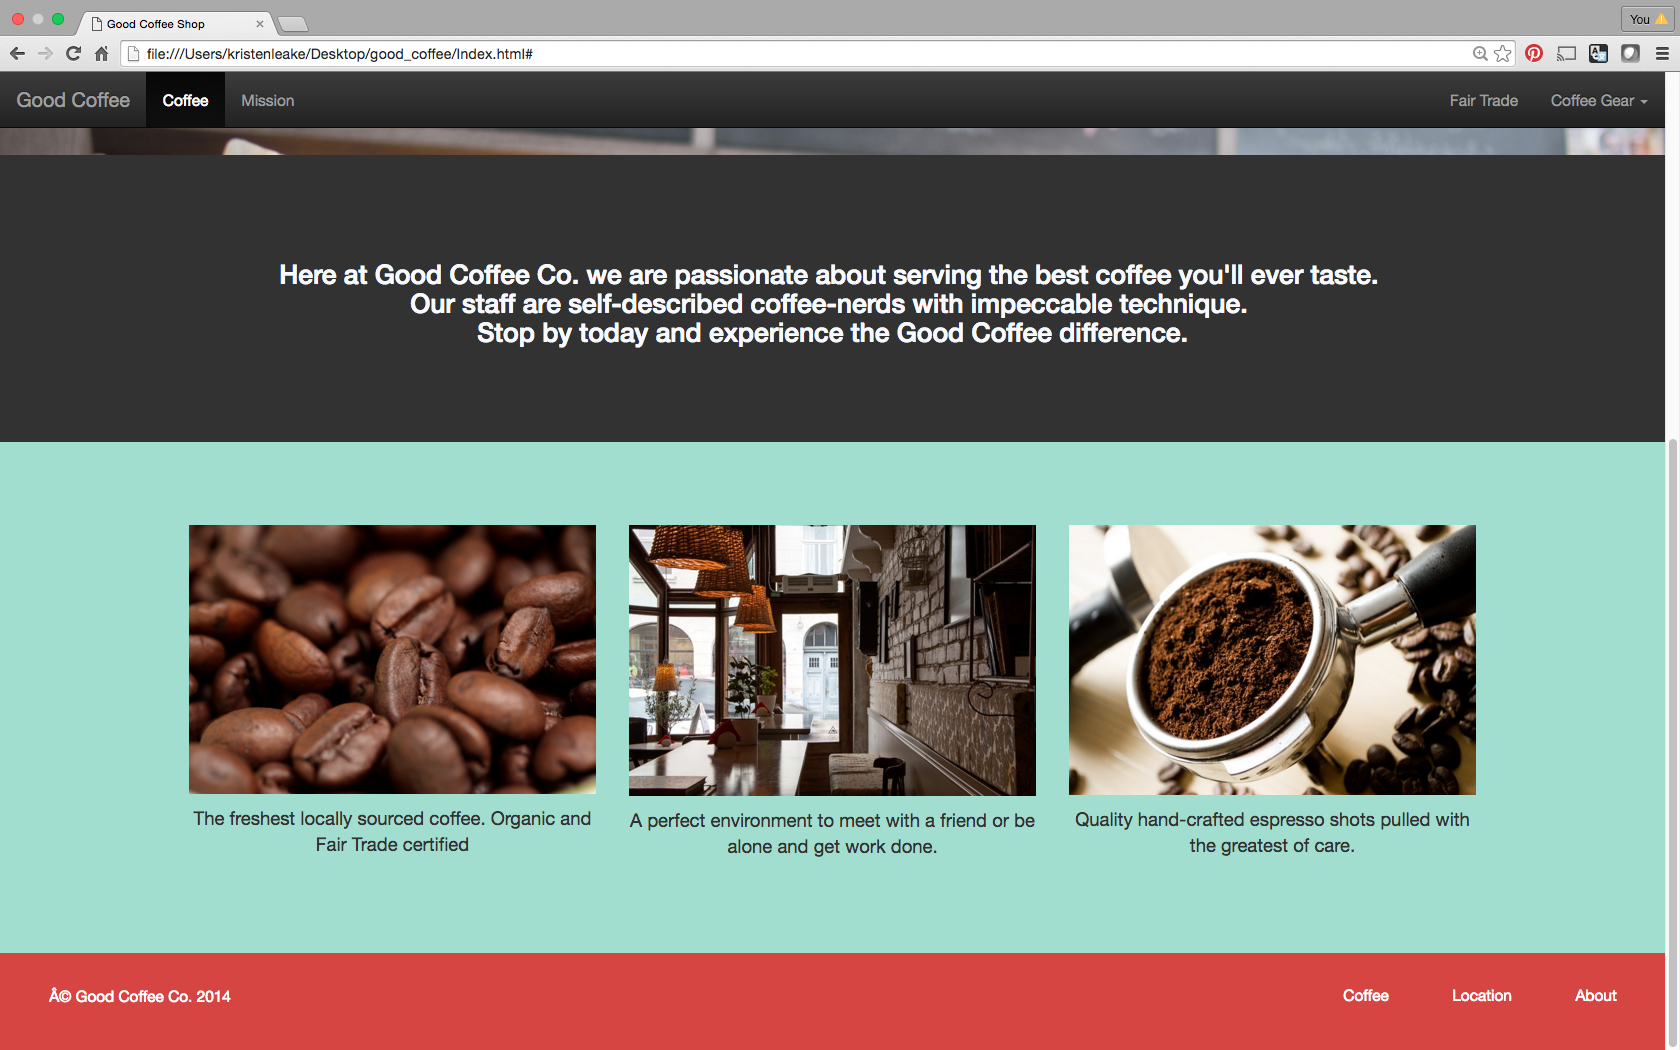 Good Coffee Shop
You
file:///Users/kristenleake/Desktop/good_coffee/Index.html#
Good Coffee Coffee Mission Fair Trade Coffee Gear
Here at Good Coffee Co. we are passionate about serving the best coffee you'll ever taste.
Our staff are self-described coffee-nerds with impeccable technique.
Stop by today and experience the Good Coffee difference.
The freshest locally sourced coffee. Organic and
Fair Trade certified
A perfect environment to meet with a friend or be
alone and get work done.
Quality hand-crafted espresso shots pulled with
the greatest of care.
Â© Good Coffee Co. 2014
Coffee Location About